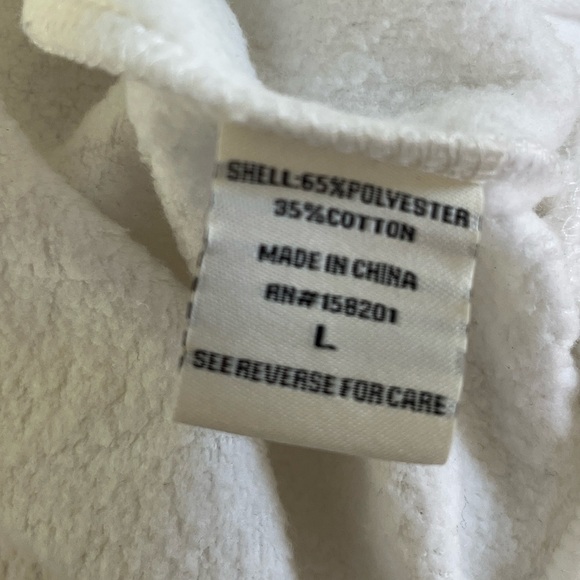 SHELL:65%POLYESTER
35%COTTON
MADE IN CHINA
RN#158201
L
SEE REVERSE FOR CARE